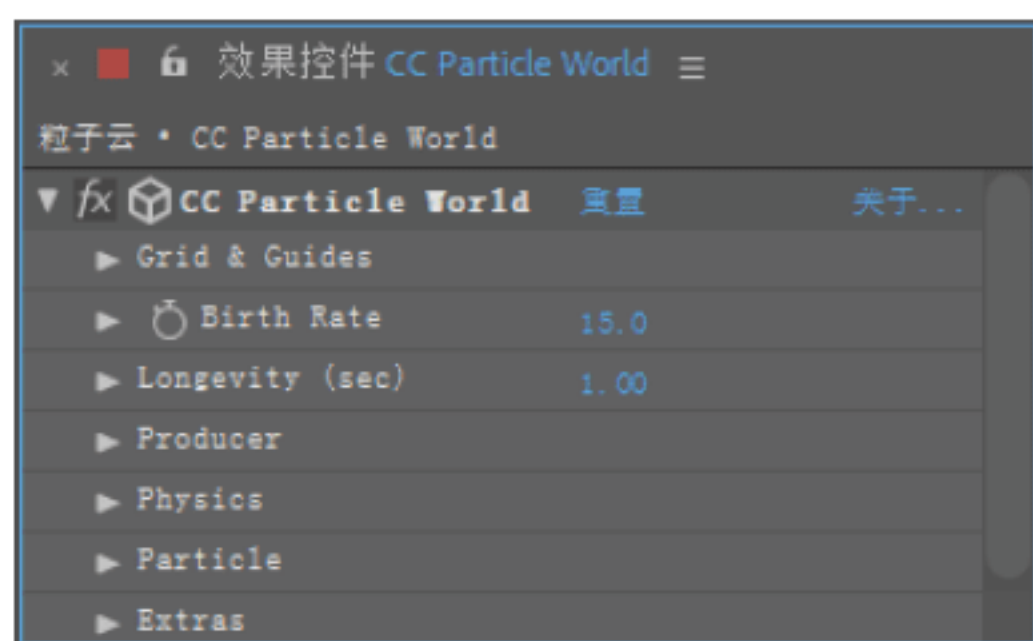 效果控件 CC Particle World
粒子云 • CC Particle World
fx CC Particle World 重置 关于...
Grid & Guides
Birth Rate 15.0
Longevity (sec) 1.00
Producer
Physics
Particle
Extras